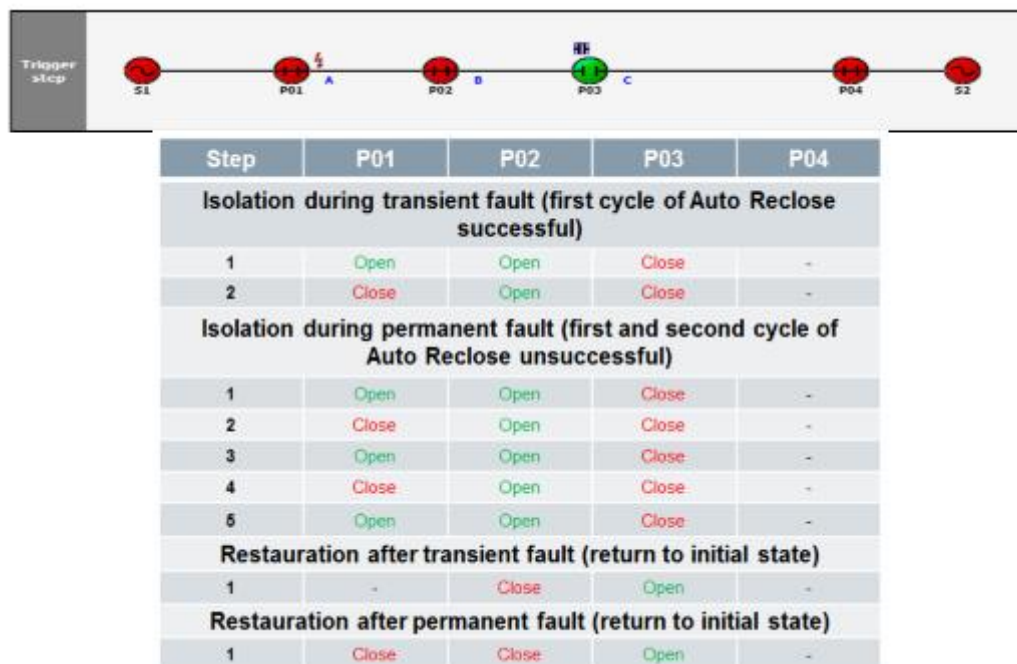 Trigger
step
S1
P01
A
P02
B
P03
C
P04
S2
Step P01 P02 P03 P04
Isolation during transient fault (first cycle of Auto Reclose
successful)
1 Open Open Close -
2 Close Open Close -
Isolation during permanent fault (first and second cycle of
Auto Reclose unsuccessful)
1 Open Open Close -
2 Close Open Close -
3 Open Open Close -
4 Close Open Close -
5 Open Open Close -
Restauration after transient fault (return to initial state)
1 - Close Open -
Restauration after permanent fault (return to initial state)
1 Close Close Open -